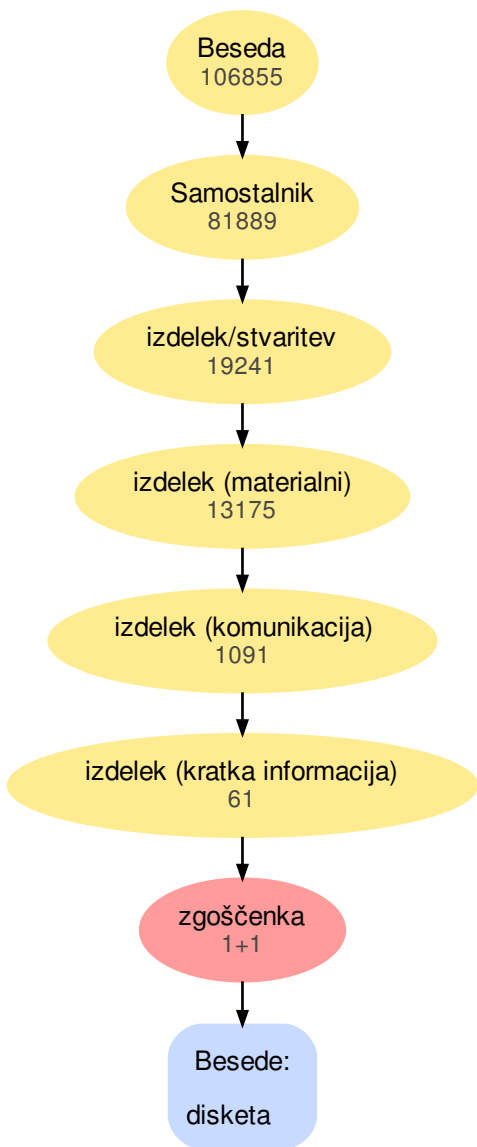 Beseda
106855
Samostalnik
81889
izdelek/stvaritev
19241
izdelek (materialni)
13175
izdelek (komunikacija)
1091
izdelek (kratka informacija)
61
zgoščenka
1+1
Besede:
disketa